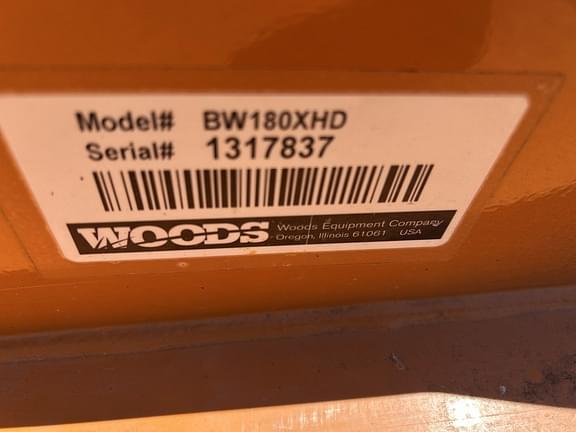 Model# BW180XHD
Serial# 1317837
WOODS
Woods Equipment Company
Oregon, Illinois 61061 USA